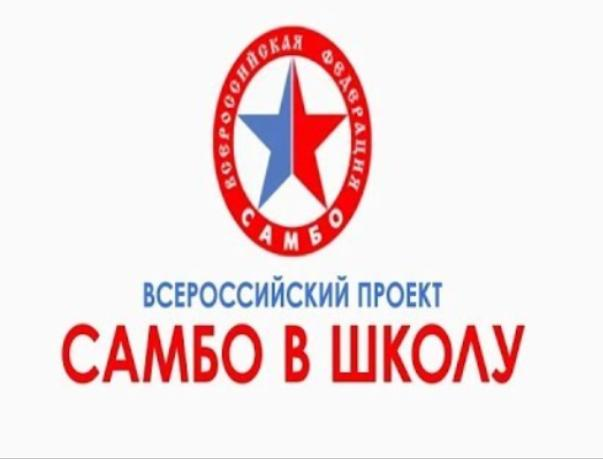 ВСЕРОССИЙСКАЯ ФЕДЕРАЦИЯ
САМБО
ВСЕРОССИЙСКИЙ ПРОЕКТ
САМБО В ШКОЛУ